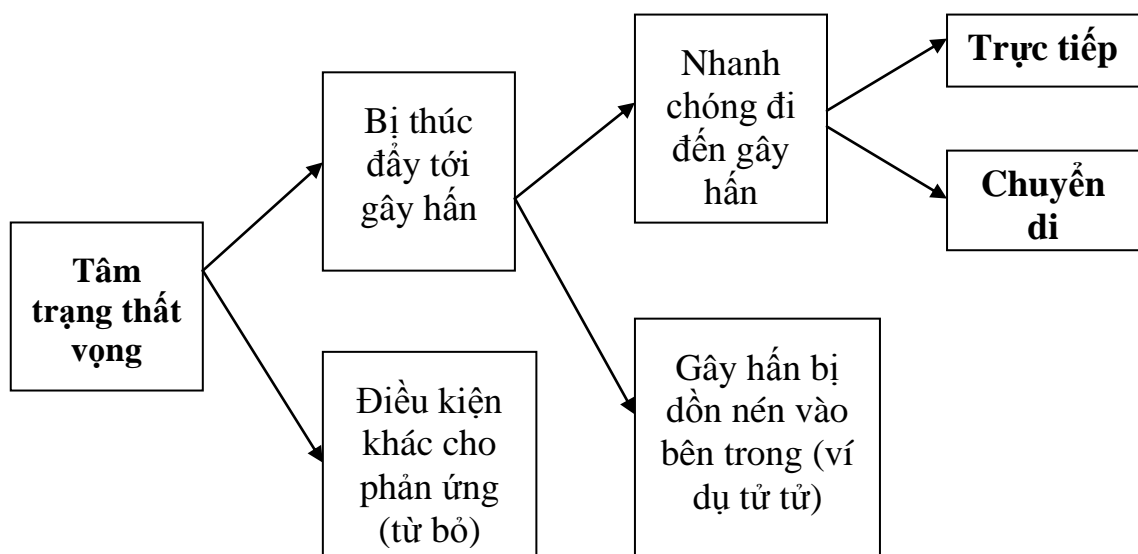 Tâm
trạng thất
vọng
Bị thúc
đẩy tới
gây hấn
Điều kiện
khác cho
phản ứng
(từ bỏ)
Nhanh
chóng đi
đến gây
hấn
Gây hấn bị
dồn nén vào
bên trong (ví
dụ tử tử)
Trực tiếp
Chuyển
di